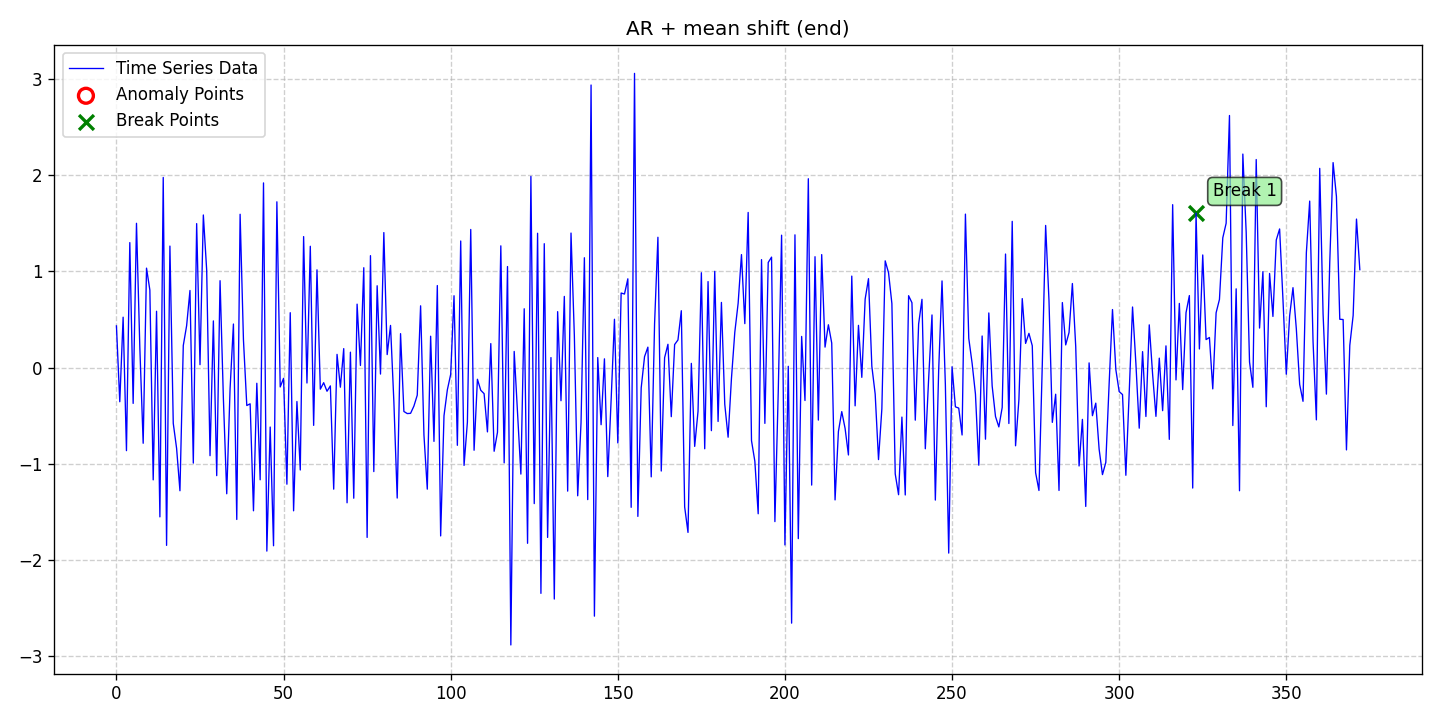 AR + mean shift (end)
Time Series Data
Anomaly Points
Break Points
Break 1
3
2
1
0
−1
−2
−3
0 50 100 150 200 250 300 350